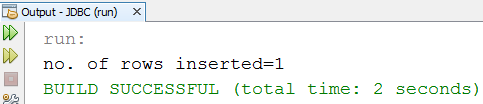 Output - JDBC (run)
run:
no. of rows inserted=1
BUILD SUCCESSFUL (total time: 2 seconds)